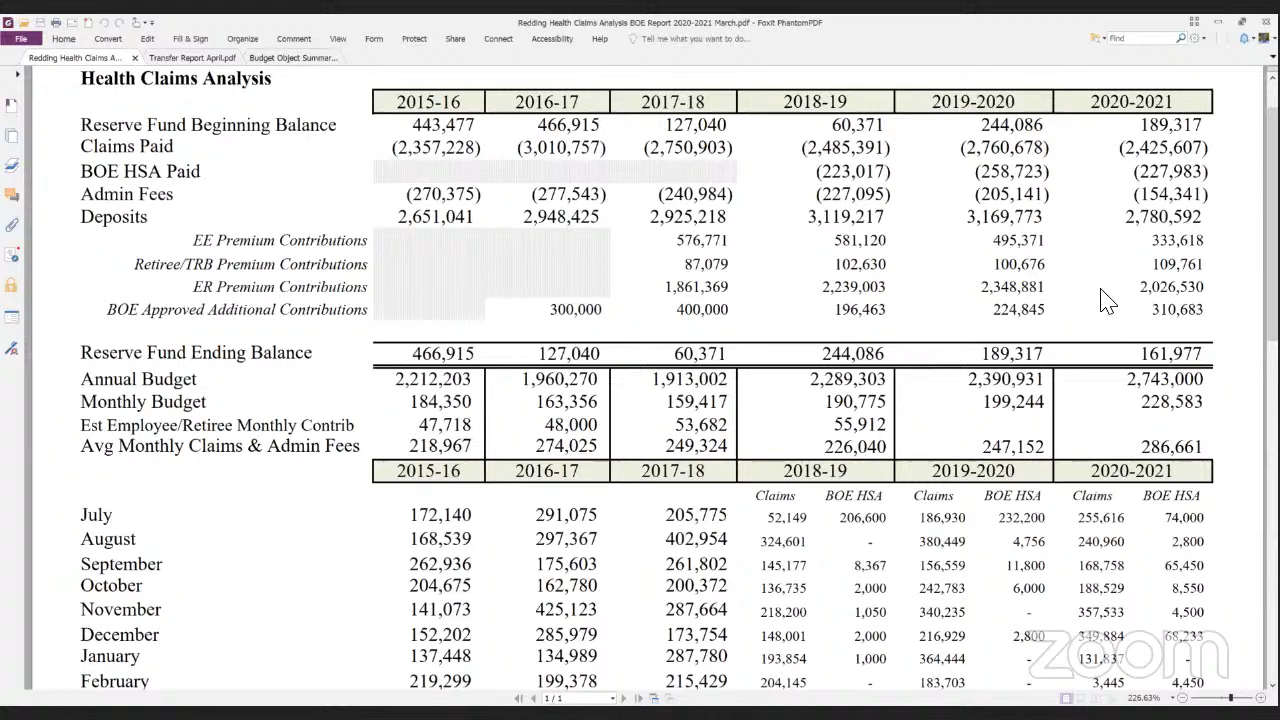 Redding Health Claims Analysis BOE Report 2020-2021 March.pdf - Foxit PhantomPDF
File Home Convert Edit Fill & Sign Organize Comment View Form Protect Share Connect Accessibility Help Tell me what you want to do... Find
Redding Health Claims A... Transfer Report April.pdf Budget Object Summar...
Health Claims Analysis
2015-16 2016-17 2017-18 2018-19 2019-2020 2020-2021
Reserve Fund Beginning Balance 443,477 466,915 127,040 60,371 244,086 189,317
Claims Paid (2,357,228) (3,010,757) (2,750,903) (2,485,391) (2,760,678) (2,425,607)
BOE HSA Paid (223,017) (258,723) (227,983)
Admin Fees (270,375) (277,543) (240,984) (227,095) (205,141) (154,341)
Deposits 2,651,041 2,948,425 2,925,218 3,119,217 3,169,773 2,780,592
EE Premium Contributions 576,771 581,120 495,371 333,618
Retiree/TRB Premium Contributions 87,079 102,630 100,676 109,761
ER Premium Contributions 1,861,369 2,239,003 2,348,881 2,026,530
BOE Approved Additional Contributions 300,000 400,000 196,463 224,845 310,683
Reserve Fund Ending Balance 466,915 127,040 60,371 244,086 189,317 161,977
Annual Budget 2,212,203 1,960,270 1,913,002 2,289,303 2,390,931 2,743,000
Monthly Budget 184,350 163,356 159,417 190,775 199,244 228,583
Est Employee/Retiree Monthly Contrib 47,718 48,000 53,682 55,912
Avg Monthly Claims & Admin Fees 218,967 274,025 249,324 226,040 247,152 286,661
2015-16 2016-17 2017-18 2018-19 2019-2020 2020-2021
Claims BOE HSA Claims BOE HSA Claims BOE HSA
July 172,140 291,075 205,775 52,149 206,600 186,930 232,200 255,616 74,000
August 168,539 297,367 402,954 324,601 - 380,449 4,756 240,960 2,800
September 262,936 175,603 261,802 145,177 8,367 156,559 11,800 168,758 65,450
October 204,675 162,780 200,372 136,735 2,000 242,783 6,000 188,529 8,550
November 141,073 425,123 287,664 218,200 1,050 340,235 - 357,533 4,500
December 152,202 285,979 173,754 148,001 2,000 216,929 2,800 349,884 68,233
January 137,448 134,989 287,780 193,854 1,000 364,444 - 131,837 -
February 219,299 199,378 215,429 204,145 - 183,703 - 3,445 4,450
zoom
1 / 1 226.63%